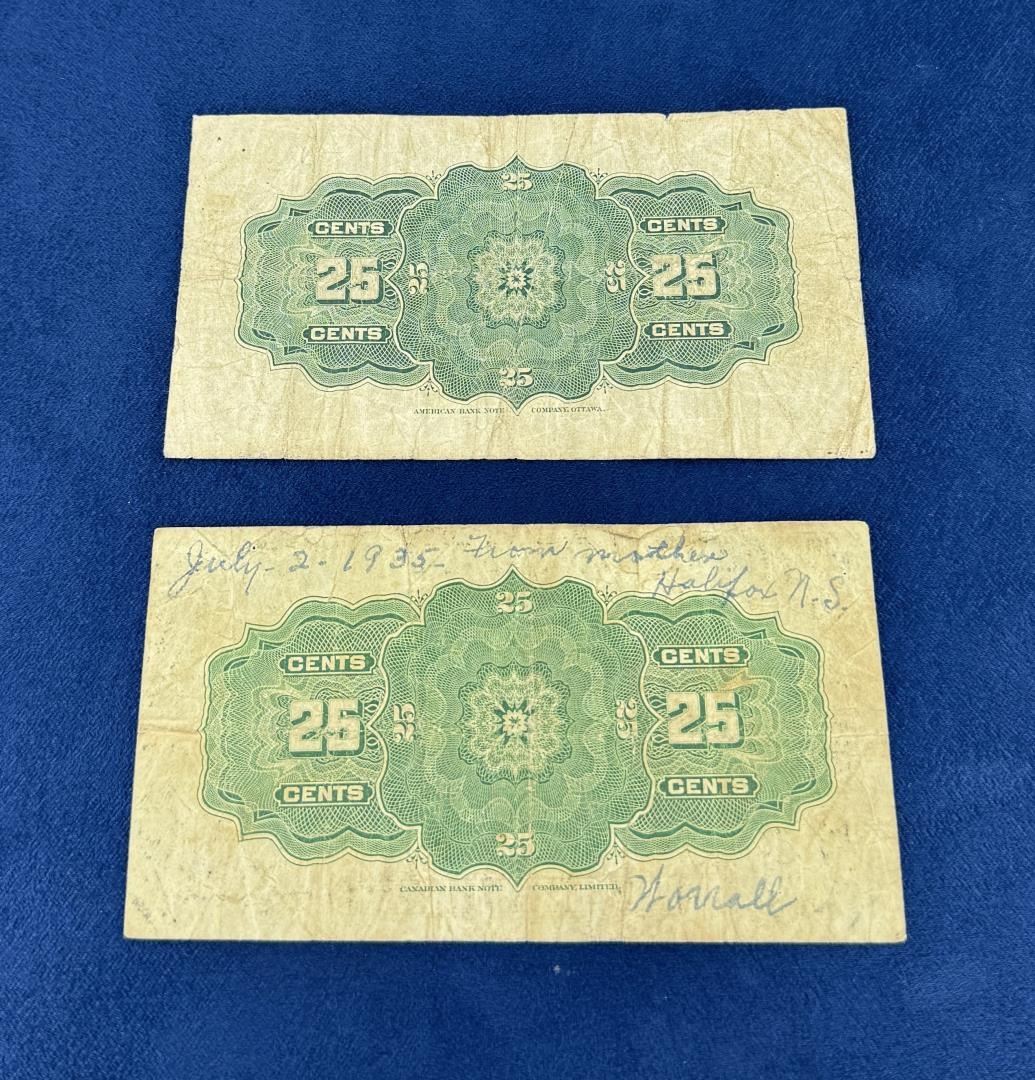 25
CENTS CENTS
25 25 25 25
CENTS CENTS
25
AMERICAN BANK NOTE COMPANY, OTTAWA.
July - 2 - 1935 - From mother
Halifax N.S.
25
CENTS CENTS
25 25 25 25
CENTS CENTS
25
CANADIAN BANK NOTE COMPANY, LIMITED.
Worrall